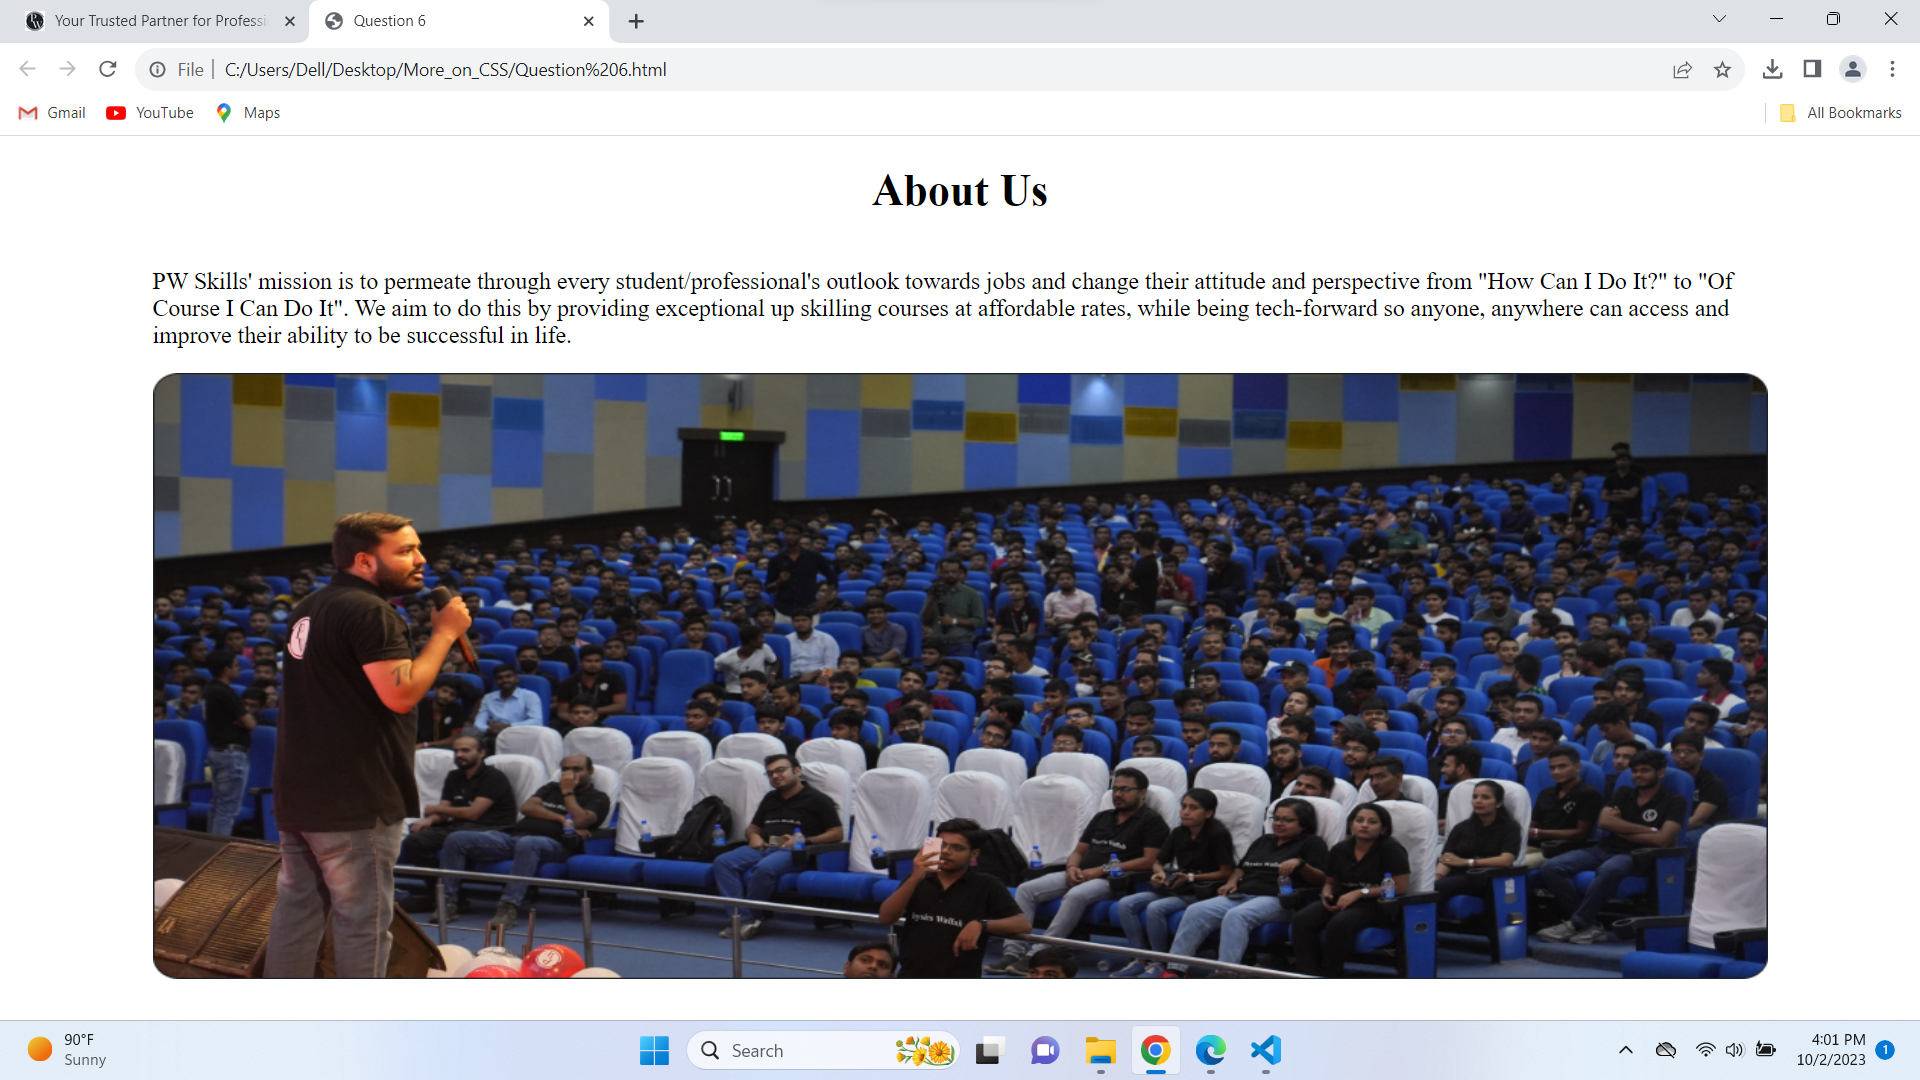 Your Trusted Partner for Professi
Question 6
File
C:/Users/Dell/Desktop/More_on_CSS/Question%206.html
Gmail
YouTube
Maps
All Bookmarks
About Us
PW Skills' mission is to permeate through every student/professional's outlook towards jobs and change their attitude and perspective from "How Can I Do It?" to "Of
Course I Can Do It". We aim to do this by providing exceptional up skilling courses at affordable rates, while being tech-forward so anyone, anywhere can access and
improve their ability to be successful in life.
90°F
Sunny
Search
4:01 PM
10/2/2023
1